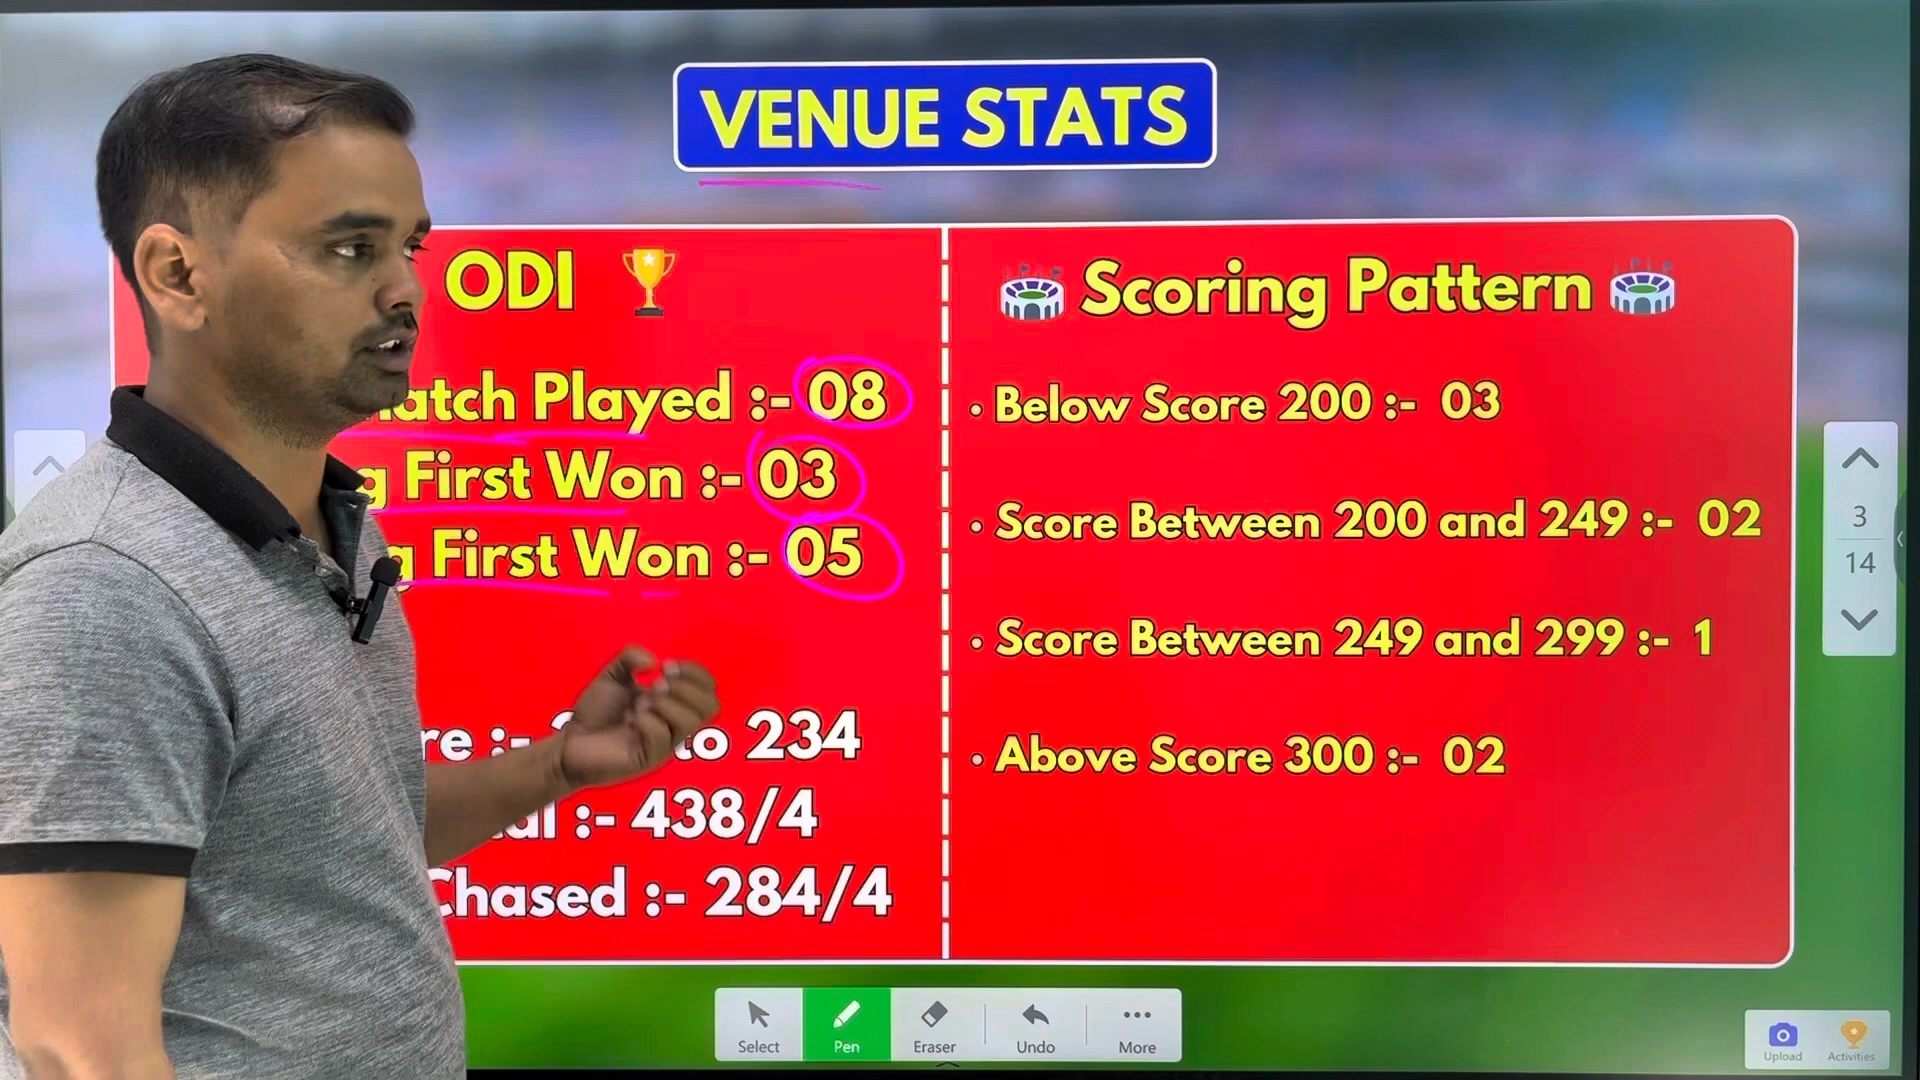 VENUE STATS
ODI
Match Played :- 08
First Won :- 03
First Won :- 05
:- to 234
:- 438/4
Chased :- 284/4
Scoring Pattern
• Below Score 200 :- 03
• Score Between 200 and 249 :- 02
• Score Between 249 and 299 :- 1
• Above Score 300 :- 02
3
14
Select
Pen
Eraser
Undo
More
Upload
Activities